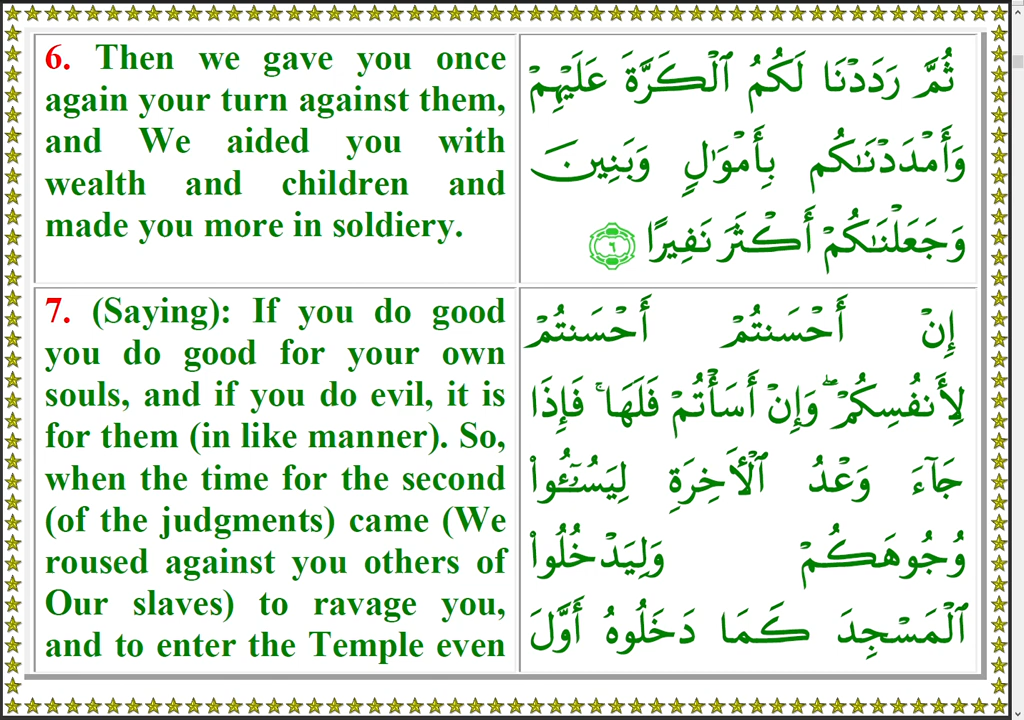 6. Then we gave you once
again your turn against them,
and We aided you with
wealth and children and
made you more in soldiery.
ثُمَّ رَدَدْنَا لَكُمُ ٱلْكَرَّةَ عَلَيْهِمْ
وَأَمْدَدْنَـٰكُم بِأَمْوَٰلٍ وَبَنِينَ
وَجَعَلْنَـٰكُمْ أَكْثَرَ نَفِيرًا ٦
7. (Saying): If you do good
you do good for your own
souls, and if you do evil, it is
for them (in like manner). So,
when the time for the second
(of the judgments) came (We
roused against you others of
Our slaves) to ravage you,
and to enter the Temple even
إِنْ أَحْسَنتُمْ أَحْسَنتُمْ
لِأَنفُسِكُمْ ۖ وَإِنْ أَسَأْتُمْ فَلَهَا ۚ فَإِذَا
جَآءَ وَعْدُ ٱلْـَٔاخِرَةِ لِيَسُـۥٓـُٔوا۟
وُجُوهَكُمْ وَلِيَدْخُلُوا۟
ٱلْمَسْجِدَ كَمَا دَخَلُوهُ أَوَّلَ